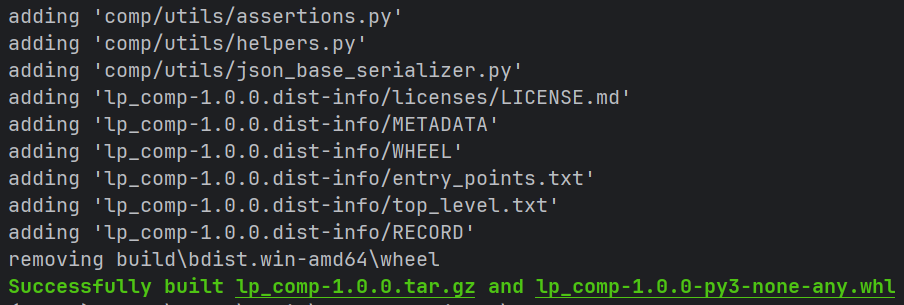 adding 'comp/utils/assertions.py'
adding 'comp/utils/helpers.py'
adding 'comp/utils/json_base_serializer.py'
adding 'lp_comp-1.0.0.dist-info/licenses/LICENSE.md'
adding 'lp_comp-1.0.0.dist-info/METADATA'
adding 'lp_comp-1.0.0.dist-info/WHEEL'
adding 'lp_comp-1.0.0.dist-info/entry_points.txt'
adding 'lp_comp-1.0.0.dist-info/top_level.txt'
adding 'lp_comp-1.0.0.dist-info/RECORD'
removing build\bdist.win-amd64\wheel
Successfully built lp_comp-1.0.0.tar.gz and lp_comp-1.0.0-py3-none-any.whl